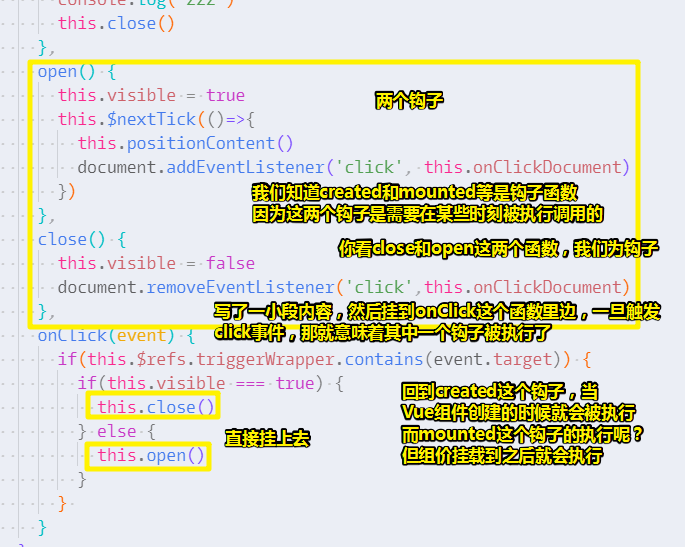 console.log('zzz')
this.close()
},
open() {
this.visible = true
两个钩子
this.$nextTick(()=>{
this.positionContent()
document.addEventListener('click', this.onClickDocument)
})
我们知道created和mounted等是钩子函数
因为这两个钩子是需要在某些时刻被执行调用的
},
close() {
你看close和open这两个函数，我们为钩子
this.visible = false
document.removeEventListener('click',this.onClickDocument)
},
写了一小段内容，然后挂到onClick这个函数里边，一旦触发
click事件，那就意味着其中一个钩子被执行了
onClick(event) {
if(this.$refs.triggerWrapper.contains(event.target)) {
if(this.visible === true) {
this.close()
} else {
this.open()
直接挂上去
回到created这个钩子，当
Vue组件创建的时候就会被执行
而mounted这个钩子的执行呢？
但组价挂载到之后就会执行
}
}
}